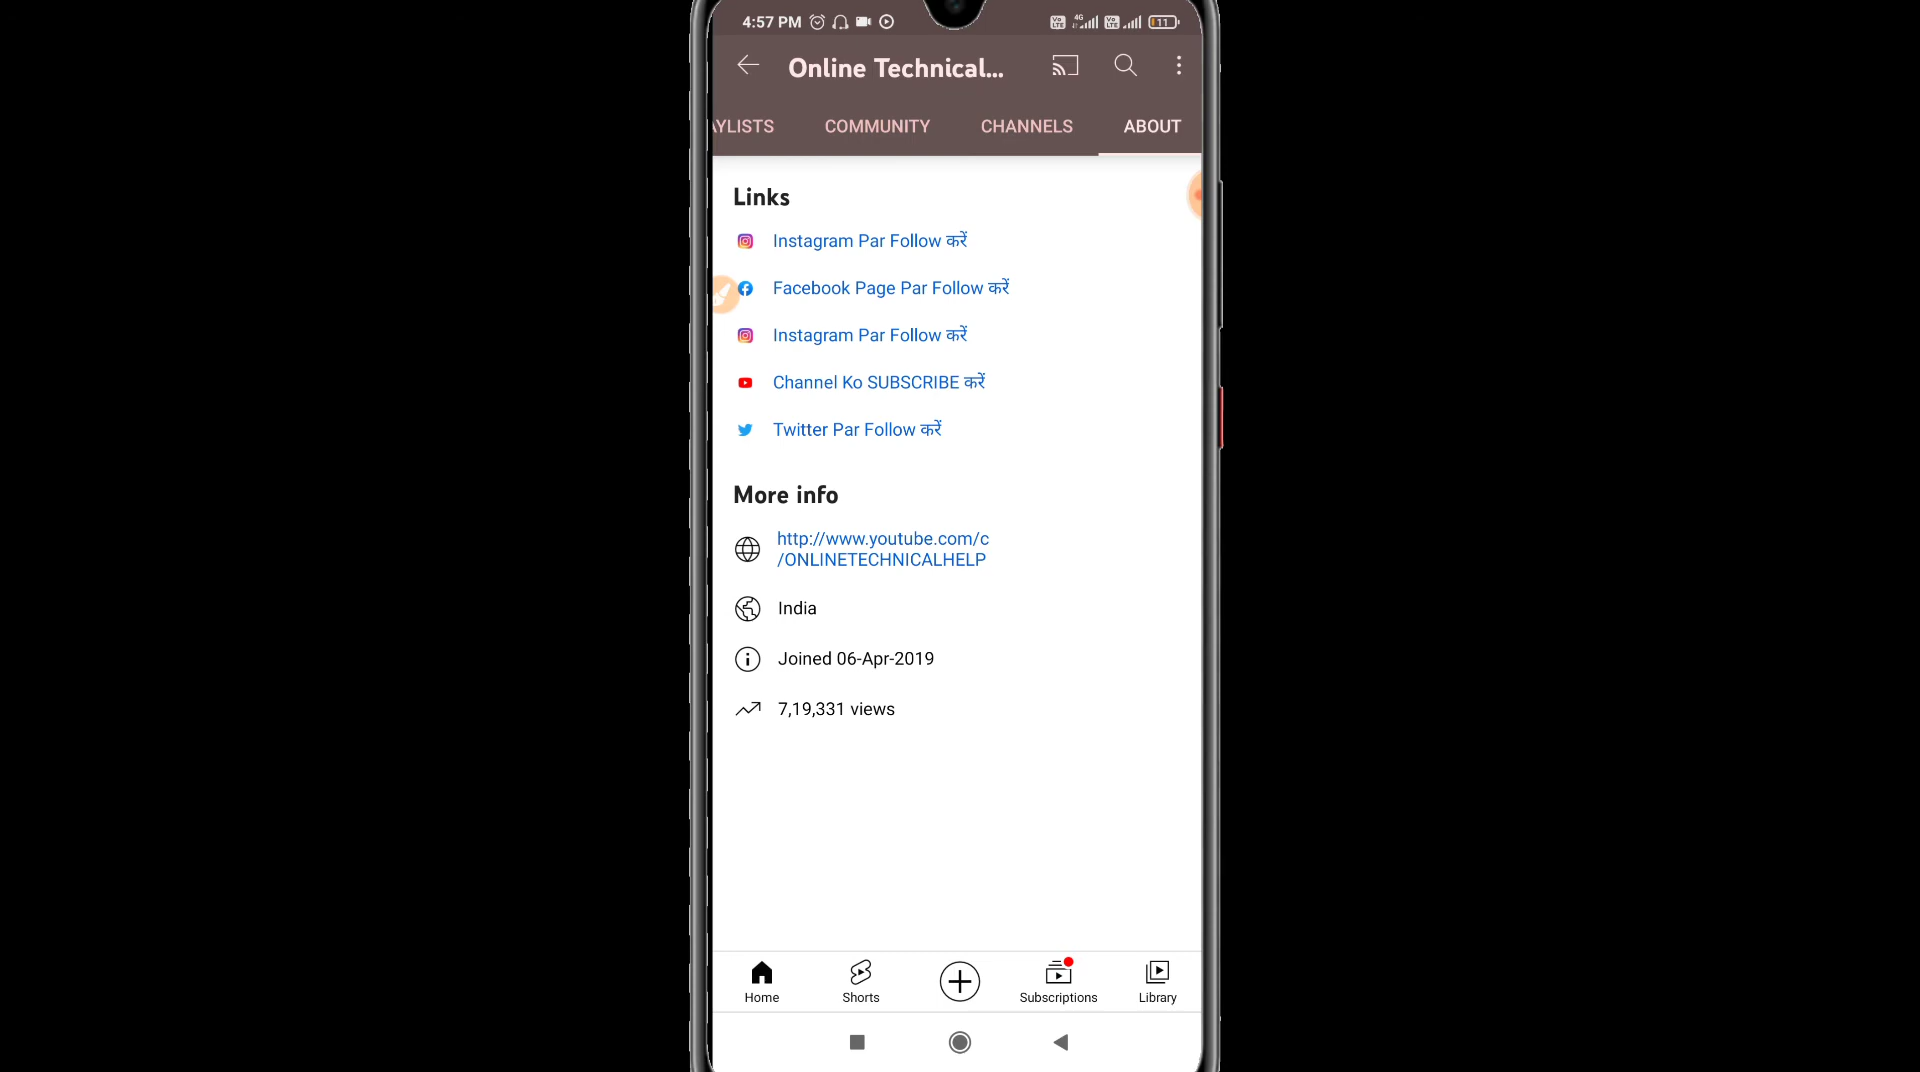 4:57 PM
11
Online Technical...
AYLISTS COMMUNITY CHANNELS ABOUT
Links
Instagram Par Follow करें
Facebook Page Par Follow करें
Instagram Par Follow करें
Channel Ko SUBSCRIBE करें
Twitter Par Follow करें
More info
http://www.youtube.com/c
/ONLINETECHNICALHELP
India
Joined 06-Apr-2019
7,19,331 views
Home Shorts Subscriptions Library